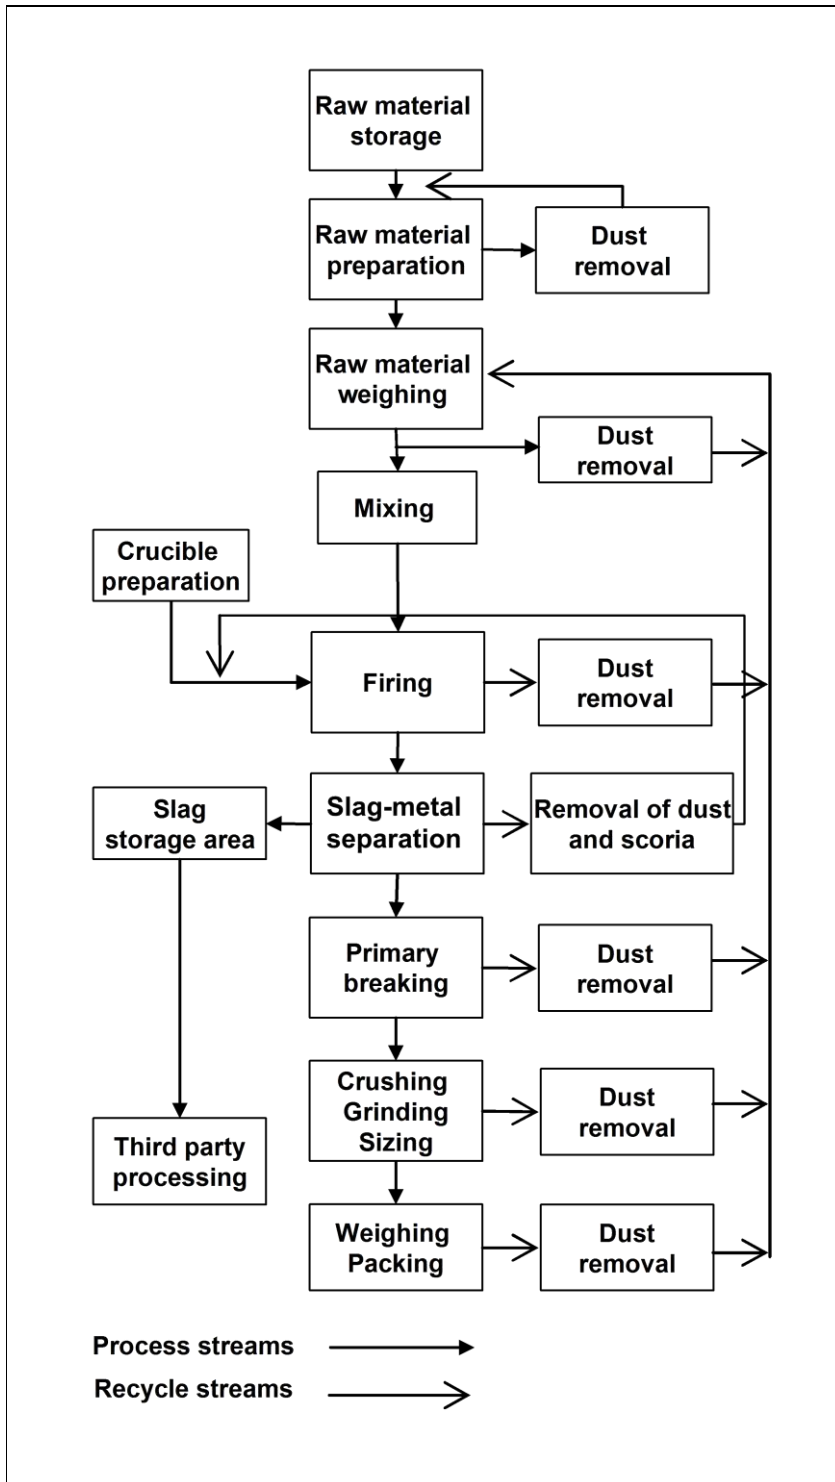 Raw material
storage
Raw material
preparation
Dust
removal
Raw material
weighing
Dust
removal
Mixing
Crucible
preparation
Firing
Dust
removal
Slag
storage area
Slag-metal
separation
Removal of dust
and scoria
Primary
breaking
Dust
removal
Crushing
Grinding
Sizing
Dust
removal
Third party
processing
Weighing
Packing
Dust
removal
Process streams
Recycle streams